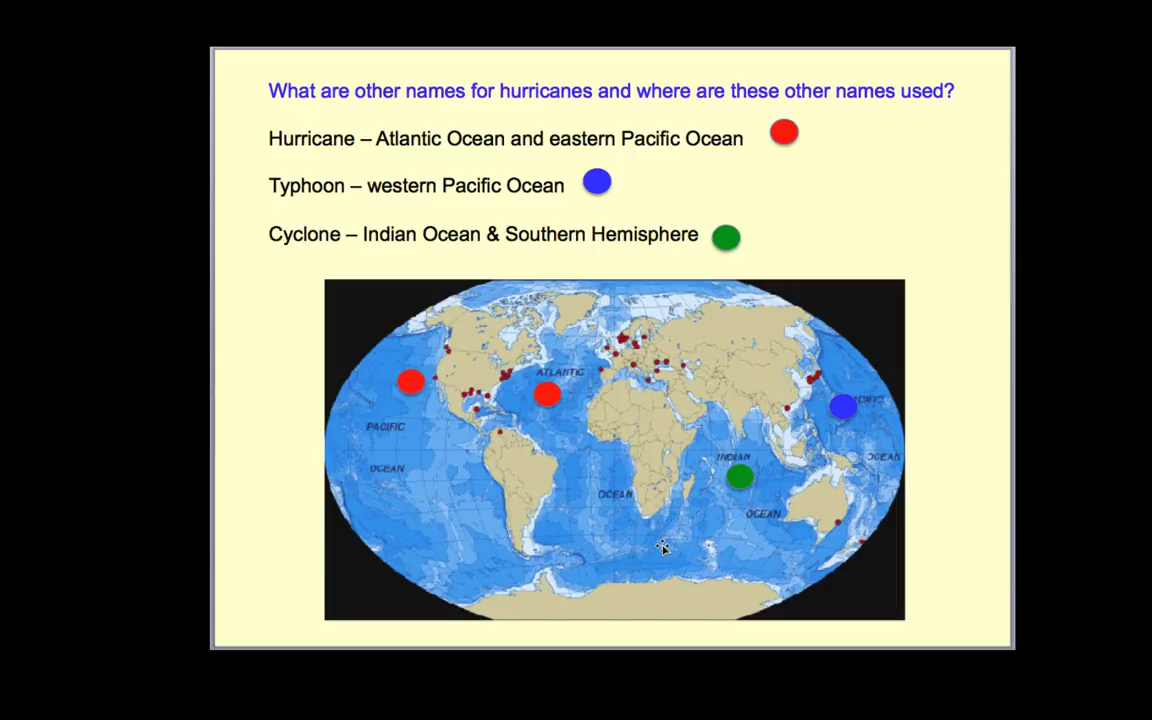 What are other names for hurricanes and where are these other names used?
Hurricane – Atlantic Ocean and eastern Pacific Ocean
Typhoon – western Pacific Ocean
Cyclone – Indian Ocean & Southern Hemisphere
ATLANTIC
PACIFIC
OCEAN
OCEAN
INDIAN
OCEAN
OCEAN